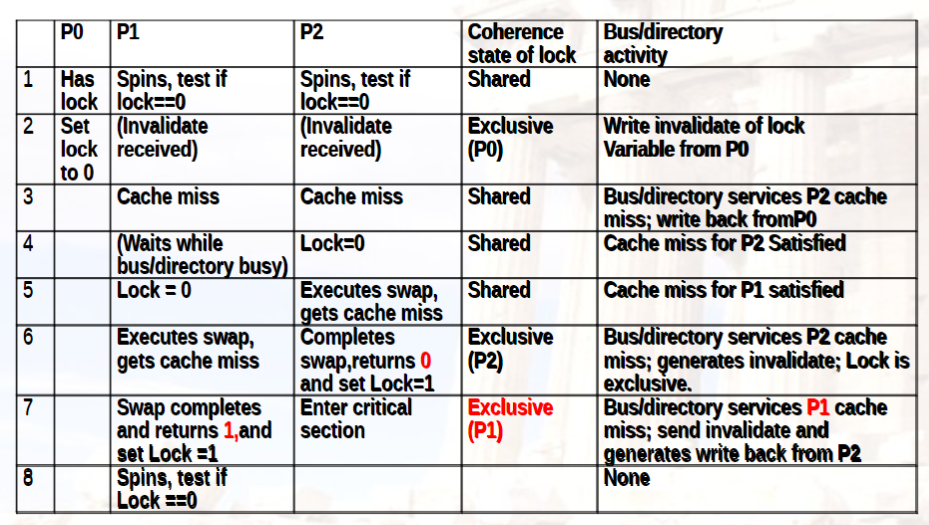 P0 P1 P2 Coherence state of lock Bus/directory activity
1 Has lock Spins, test if lock==0 Spins, test if lock==0 Shared None
2 Set lock to 0 (Invalidate received) (Invalidate received) Exclusive (P0) Write invalidate of lock Variable from P0
3 Cache miss Cache miss Shared Bus/directory services P2 cache miss; write back fromP0
4 (Waits while bus/directory busy) Lock=0 Shared Cache miss for P2 Satisfied
5 Lock = 0 Executes swap, gets cache miss Shared Cache miss for P1 satisfied
6 Executes swap, gets cache miss Completes swap,returns 0 and set Lock=1 Exclusive (P2) Bus/directory services P2 cache miss; generates invalidate; Lock is exclusive.
7 Swap completes and returns 1,and set Lock =1 Enter critical section Exclusive (P1) Bus/directory services P1 cache miss; send invalidate and generates write back from P2
8 Spins, test if Lock ==0 None